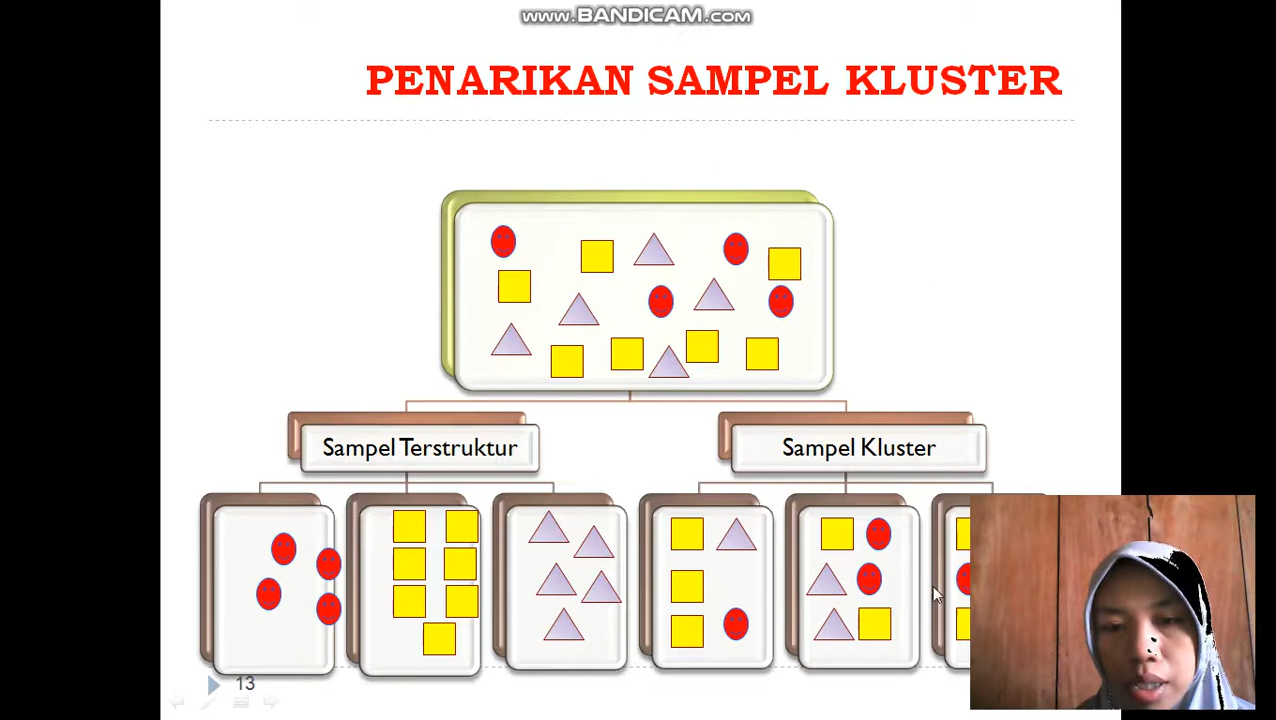 www.BANDICAM.com
PENARIKAN SAMPEL KLUSTER
Sampel Terstruktur
Sampel Kluster
13